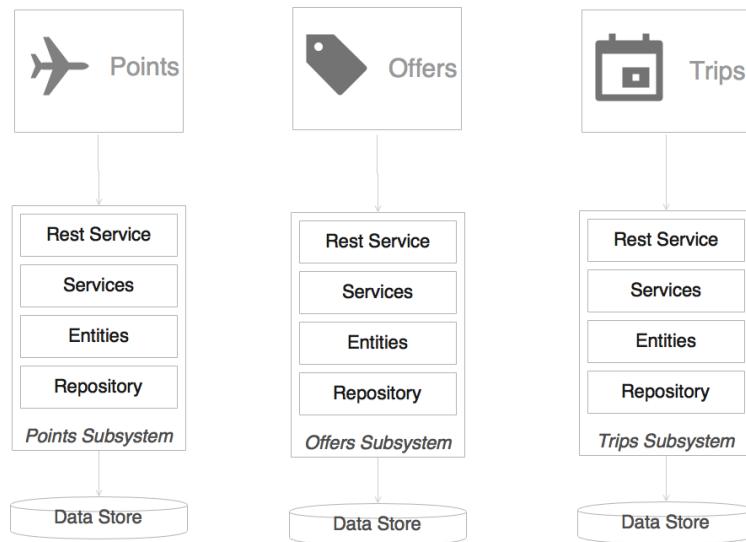 Points
Offers
Trips
Rest Service
Services
Entities
Repository
Points Subsystem
Data Store
Rest Service
Services
Entities
Repository
Offers Subsystem
Data Store
Rest Service
Services
Entities
Repository
Trips Subsystem
Data Store